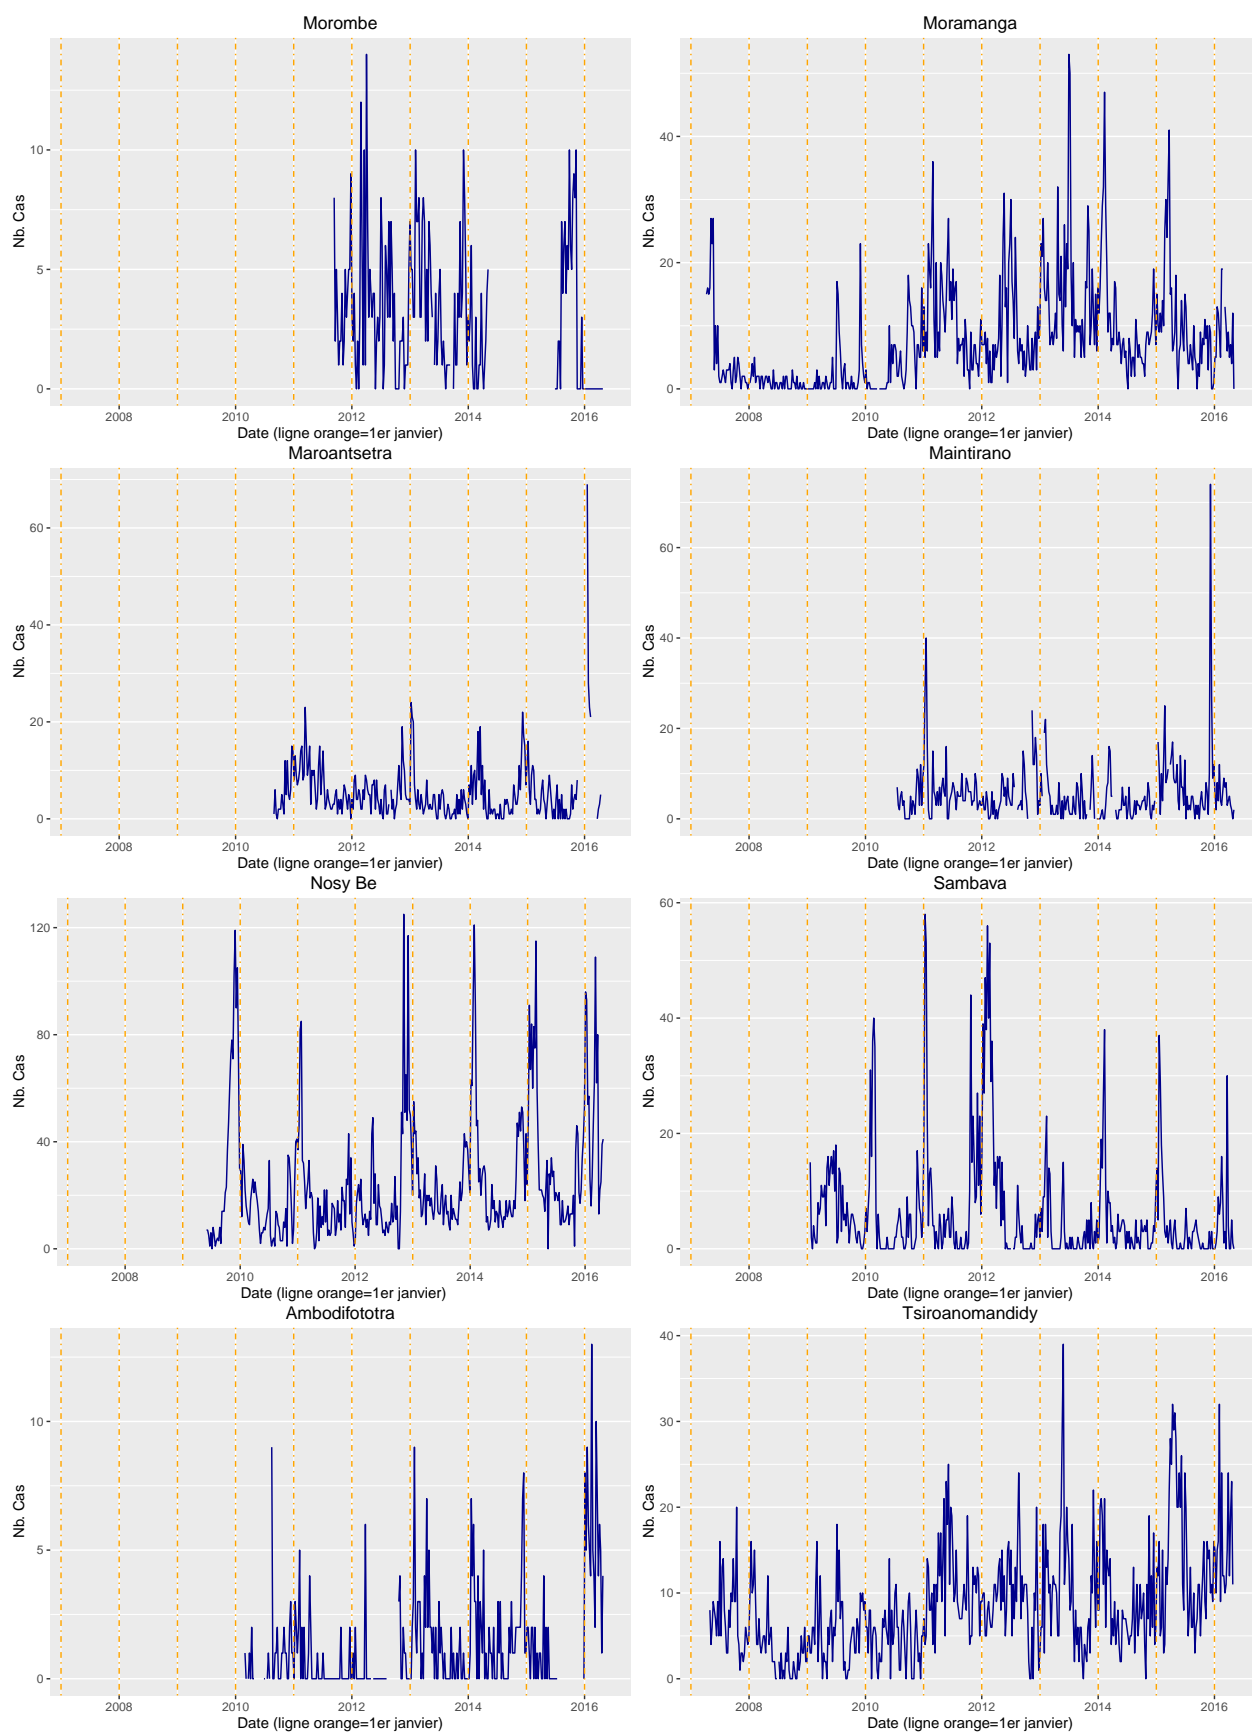 Morombe
Nb. Cas
10
5
0
2008 2010 2012 2014 2016
Date (ligne orange=1er janvier)
Moramanga
Nb. Cas
40
20
0
2008 2010 2012 2014 2016
Date (ligne orange=1er janvier)
Maroantsetra
Nb. Cas
60
40
20
0
2008 2010 2012 2014 2016
Date (ligne orange=1er janvier)
Maintirano
Nb. Cas
60
40
20
0
2008 2010 2012 2014 2016
Date (ligne orange=1er janvier)
Nosy Be
Nb. Cas
120
80
40
0
2008 2010 2012 2014 2016
Date (ligne orange=1er janvier)
Sambava
Nb. Cas
60
40
20
0
2008 2010 2012 2014 2016
Date (ligne orange=1er janvier)
Ambodifototra
Nb. Cas
10
5
0
2008 2010 2012 2014 2016
Date (ligne orange=1er janvier)
Tsiroanomandidy
Nb. Cas
40
30
20
10
0
2008 2010 2012 2014 2016
Date (ligne orange=1er janvier)